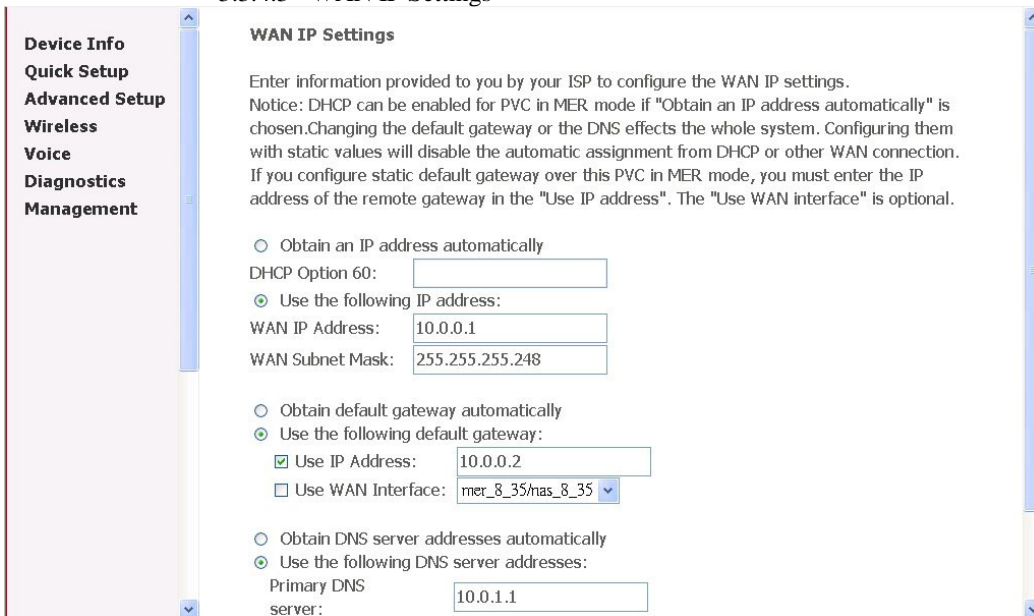 WAN IP Settings
Device Info
Quick Setup
Advanced Setup
Wireless
Voice
Diagnostics
Management
WAN IP Settings
Enter information provided to you by your ISP to configure the WAN IP settings.
Notice: DHCP can be enabled for PVC in MER mode if "Obtain an IP address automatically" is
chosen.Changing the default gateway or the DNS effects the whole system. Configuring them
with static values will disable the automatic assignment from DHCP or other WAN connection.
If you configure static default gateway over this PVC in MER mode, you must enter the IP
address of the remote gateway in the "Use IP address". The "Use WAN interface" is optional.
Obtain an IP address automatically
DHCP Option 60:
Use the following IP address:
WAN IP Address: 10.0.0.1
WAN Subnet Mask: 255.255.255.248
Obtain default gateway automatically
Use the following default gateway:
Use IP Address: 10.0.0.2
Use WAN Interface: mer_8_35/nas_8_35
Obtain DNS server addresses automatically
Use the following DNS server addresses:
Primary DNS
server: 10.0.1.1